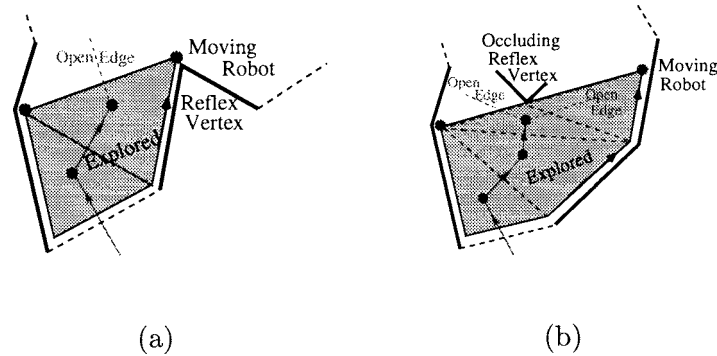 Open Edge
Moving
Robot
Reflex
Vertex
Explored
(a)
Occluding
Reflex
Vertex
Open
Edge
Open
Edge
Moving
Robot
Explored
(b)